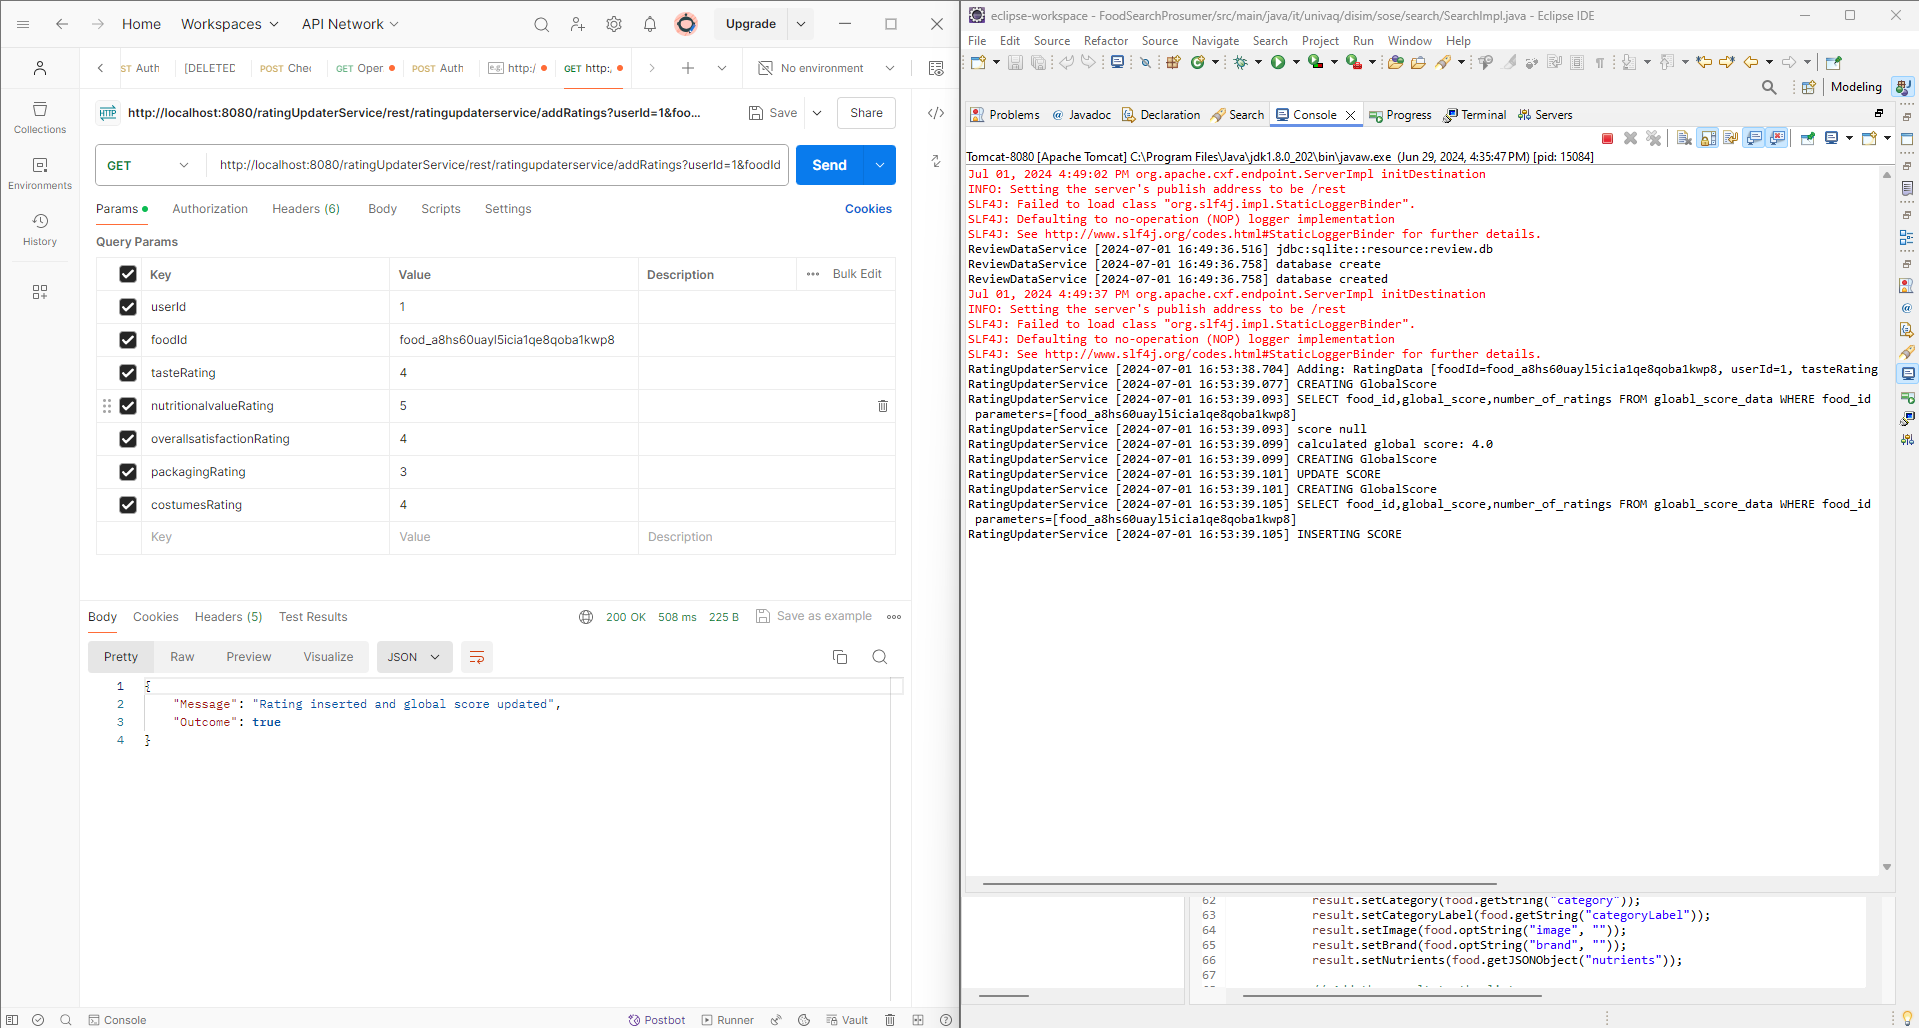 Home Workspaces API Network Upgrade
ST Auth [DELETED POST Chec GET Oper POST Auth http:/ GET http:/ No environment
http://localhost:8080/ratingUpdaterService/rest/ratingupdaterservice/addRatings?userId=1&foo... Save Share
GET http://localhost:8080/ratingUpdaterService/rest/ratingupdaterservice/addRatings?userId=1&foodId Send
Params Authorization Headers (6) Body Scripts Settings Cookies
Query Params
Key Value Description Bulk Edit
userId 1
foodId food_a8hs60uayl5icia1qe8qoba1kwp8
tasteRating 4
nutritionalvalueRating 5
overallsatisfactionRating 4
packagingRating 3
costumesRating 4
Key Value Description
Collections
Environments
History
Body Cookies Headers (5) Test Results 200 OK 508 ms 225 B Save as example
Pretty Raw Preview Visualize JSON
1 {
2 "Message": "Rating inserted and global score updated",
3 "Outcome": true
4 }
Console Postbot Runner Vault
eclipse-workspace - FoodSearchProsumer/src/main/java/it/univaq/disim/sose/search/SearchImpl.java - Eclipse IDE
File Edit Source Refactor Source Navigate Search Project Run Window Help
Modeling
Problems Javadoc Declaration Search Console Progress Terminal Servers
Tomcat-8080 [Apache Tomcat] C:\Program Files\Java\jdk1.8.0_202\bin\javaw.exe (Jun 29, 2024, 4:35:47 PM) [pid: 15084]
Jul 01, 2024 4:49:02 PM org.apache.cxf.endpoint.ServerImpl initDestination
INFO: Setting the server's publish address to be /rest
SLF4J: Failed to load class "org.slf4j.impl.StaticLoggerBinder".
SLF4J: Defaulting to no-operation (NOP) logger implementation
SLF4J: See http://www.slf4j.org/codes.html#StaticLoggerBinder for further details.
ReviewDataService [2024-07-01 16:49:36.516] jdbc:sqlite::resource:review.db
ReviewDataService [2024-07-01 16:49:36.758] database create
ReviewDataService [2024-07-01 16:49:36.758] database created
Jul 01, 2024 4:49:37 PM org.apache.cxf.endpoint.ServerImpl initDestination
INFO: Setting the server's publish address to be /rest
SLF4J: Failed to load class "org.slf4j.impl.StaticLoggerBinder".
SLF4J: Defaulting to no-operation (NOP) logger implementation
SLF4J: See http://www.slf4j.org/codes.html#StaticLoggerBinder for further details.
RatingUpdaterService [2024-07-01 16:53:38.704] Adding: RatingData [foodId=food_a8hs60uayl5icia1qe8qoba1kwp8, userId=1, tasteRating
RatingUpdaterService [2024-07-01 16:53:39.077] CREATING GlobalScore
RatingUpdaterService [2024-07-01 16:53:39.093] SELECT food_id,global_score,number_of_ratings FROM gloabl_score_data WHERE food_id
parameters=[food_a8hs60uayl5icia1qe8qoba1kwp8]
RatingUpdaterService [2024-07-01 16:53:39.093] score null
RatingUpdaterService [2024-07-01 16:53:39.099] calculated global score: 4.0
RatingUpdaterService [2024-07-01 16:53:39.099] CREATING GlobalScore
RatingUpdaterService [2024-07-01 16:53:39.101] UPDATE SCORE
RatingUpdaterService [2024-07-01 16:53:39.101] CREATING GlobalScore
RatingUpdaterService [2024-07-01 16:53:39.105] SELECT food_id,global_score,number_of_ratings FROM gloabl_score_data WHERE food_id
parameters=[food_a8hs60uayl5icia1qe8qoba1kwp8]
RatingUpdaterService [2024-07-01 16:53:39.105] INSERTING SCORE
62 result.setCategory(food.getString("category"));
63 result.setCategoryLabel(food.getString("categoryLabel"));
64 result.setImage(food.optString("image", ""));
65 result.setBrand(food.optString("brand", ""));
66 result.setNutrients(food.getJSONObject("nutrients"));
67